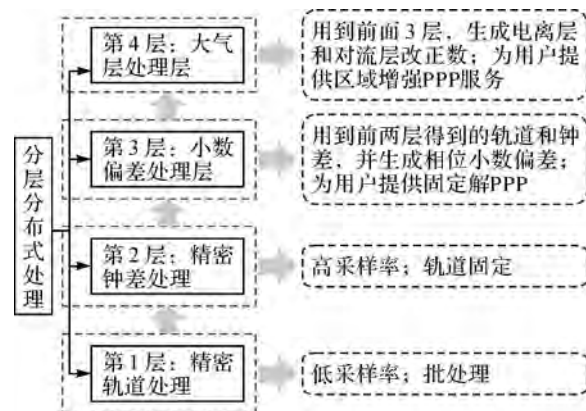 分层分布式处理
第4层：大气
层处理层
用到前面3层，生成电离层
和对流层改正数；为用户提
供区域增强PPP服务
第3层：小数
偏差处理层
用到前两层得到的轨道和钟
差，并生成相位小数偏差；
为用户提供固定解PPP
第2层：精密
钟差处理
高采样率；轨道固定
第1层：精密
轨道处理
低采样率；批处理